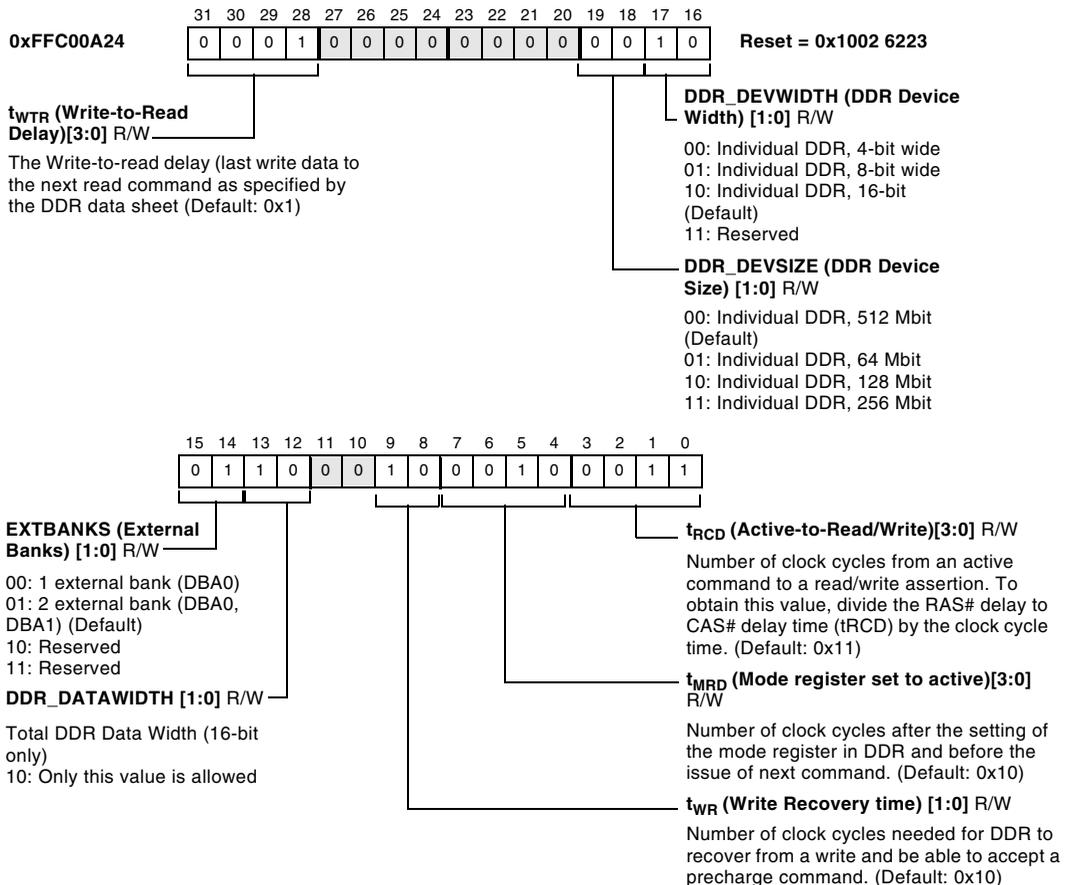 31 30 29 28 27 26 25 24 23 22 21 20 19 18 17 16
0xFFC00A24 0 0 0 1 0 0 0 0 0 0 0 0 0 0 1 0 Reset = 0x1002 6223
tWTR (Write-to-Read
Delay)[3:0] R/W
The Write-to-read delay (last write data to
the next read command as specified by
the DDR data sheet (Default: 0x1)
DDR_DEVWIDTH (DDR Device
Width) [1:0] R/W
00: Individual DDR, 4-bit wide
01: Individual DDR, 8-bit wide
10: Individual DDR, 16-bit
(Default)
11: Reserved
DDR_DEVSIZE (DDR Device
Size) [1:0] R/W
00: Individual DDR, 512 Mbit
(Default)
01: Individual DDR, 64 Mbit
10: Individual DDR, 128 Mbit
11: Individual DDR, 256 Mbit
15 14 13 12 11 10 9 8 7 6 5 4 3 2 1 0
0 1 1 0 0 0 1 0 0 0 1 0 0 0 1 1
EXTBANKS (External
Banks) [1:0] R/W
00: 1 external bank (DBA0)
01: 2 external bank (DBA0,
DBA1) (Default)
10: Reserved
11: Reserved
DDR_DATAWIDTH [1:0] R/W
Total DDR Data Width (16-bit
only)
10: Only this value is allowed
tRCD (Active-to-Read/Write)[3:0] R/W
Number of clock cycles from an active
command to a read/write assertion. To
obtain this value, divide the RAS# delay to
CAS# delay time (tRCD) by the clock cycle
time. (Default: 0x11)
tMRD (Mode register set to active)[3:0]
R/W
Number of clock cycles after the setting of
the mode register in DDR and before the
issue of next command. (Default: 0x10)
tWR (Write Recovery time) [1:0] R/W
Number of clock cycles needed for DDR to
recover from a write and be able to accept a
precharge command. (Default: 0x10)